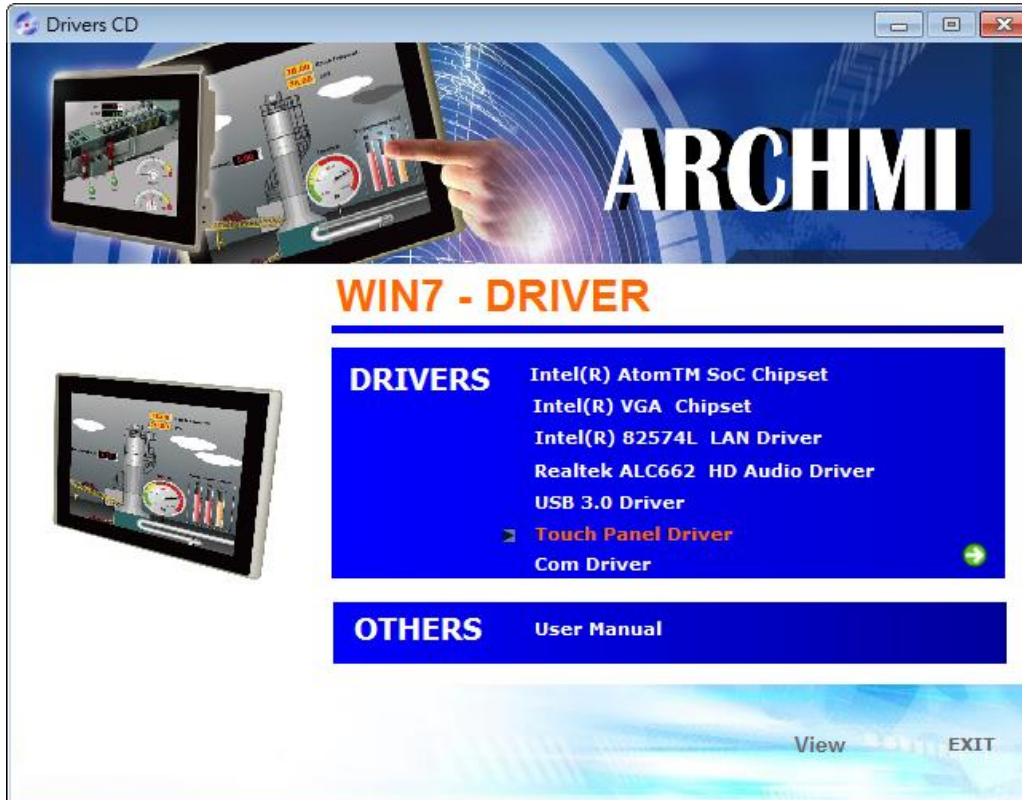 Drivers CD
ARCHMI
WIN7 - DRIVER
DRIVERS
Intel(R) AtomTM SoC Chipset
Intel(R) VGA Chipset
Intel(R) 82574L LAN Driver
Realtek ALC662 HD Audio Driver
USB 3.0 Driver
Touch Panel Driver
Com Driver
OTHERS
User Manual
View
EXIT